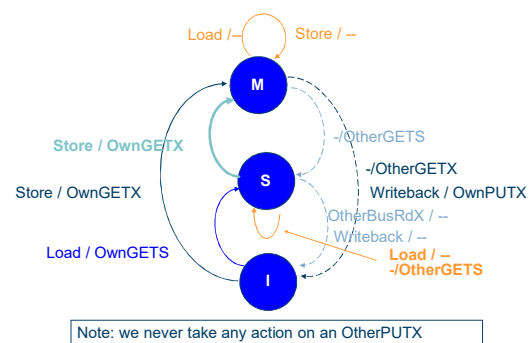 Load /--
Store / --
M
-/OtherGETS
Store / OwnGETX
-/OtherGETX
S
Store / OwnGETX
Writeback / OwnPUTX
OtherBusRdX / --
Writeback / --
Load / OwnGETS
Load / --
-/OtherGETS
I
Note: we never take any action on an OtherPUTX